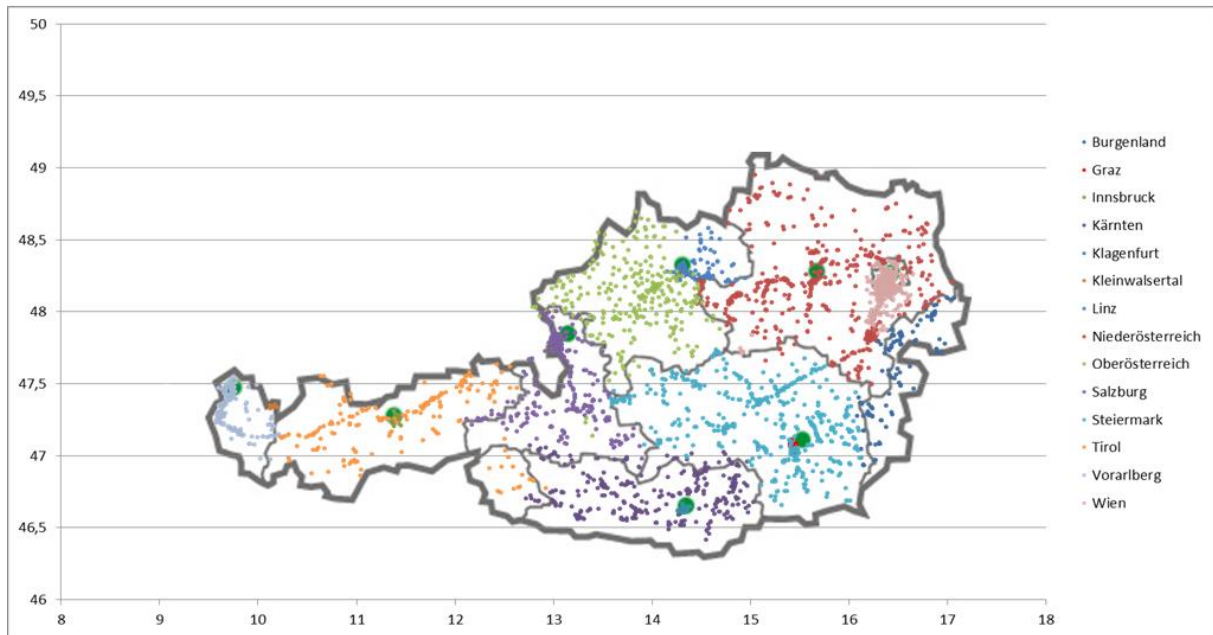 50
49,5
49
48,5
48
47,5
47
46,5
46
8 9 10 11 12 13 14 15 16 17 18
Burgenland
Graz
Innsbruck
Kärnten
Klagenfurt
Kleinwalsertal
Linz
Niederösterreich
Oberösterreich
Salzburg
Steiermark
Tirol
Vorarlberg
Wien